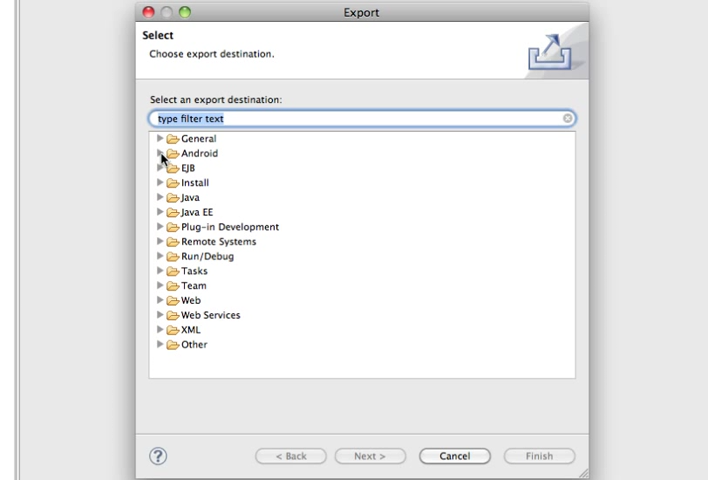 Export
Select
Choose export destination.
Select an export destination:
type filter text
General
Android
EJB
Install
Java
Java EE
Plug-in Development
Remote Systems
Run/Debug
Tasks
Team
Web
Web Services
XML
Other
? < Back Next > Cancel Finish